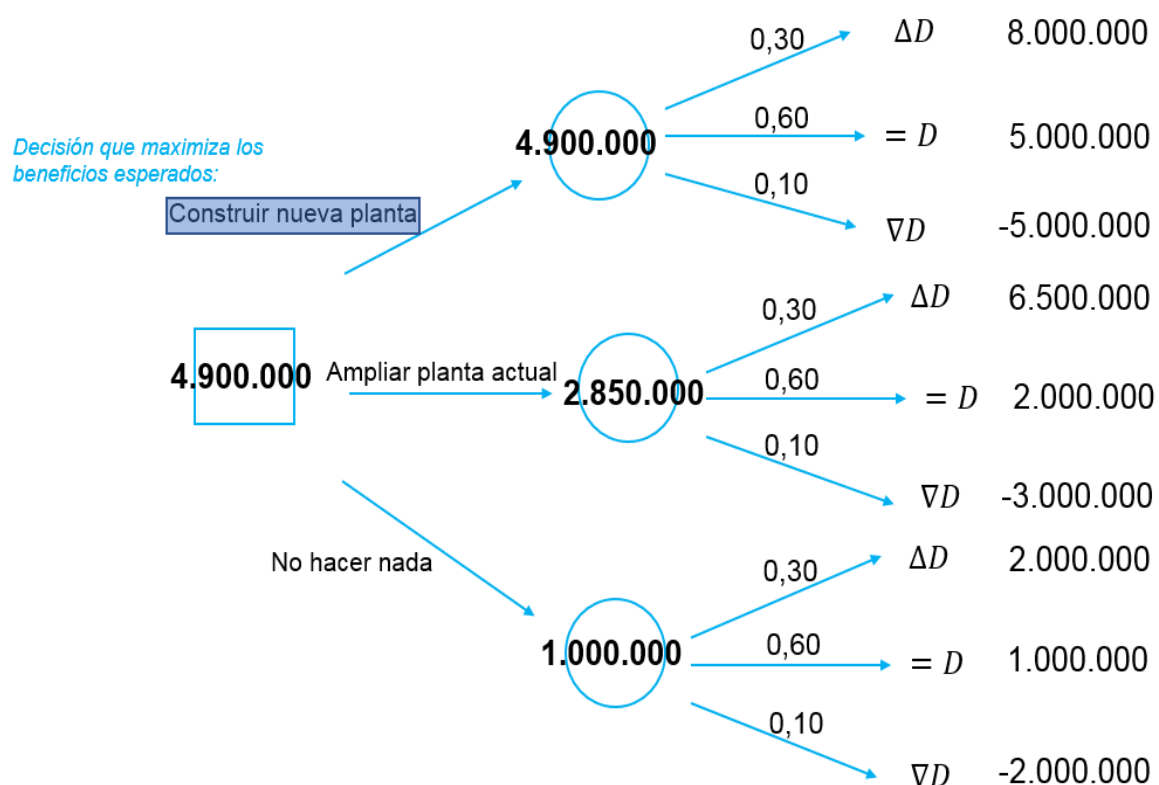 0,30
ΔD 8.000.000
0,60
4.900.000
= D 5.000.000
Decisión que maximiza los
beneficios esperados:
0,10
Construir nueva planta
∇D -5.000.000
0,30
ΔD 6.500.000
4.900.000
Ampliar planta actual
0,60
2.850.000
= D 2.000.000
0,10
∇D -3.000.000
No hacer nada
0,30
ΔD 2.000.000
0,60
1.000.000
= D 1.000.000
0,10
∇D -2.000.000